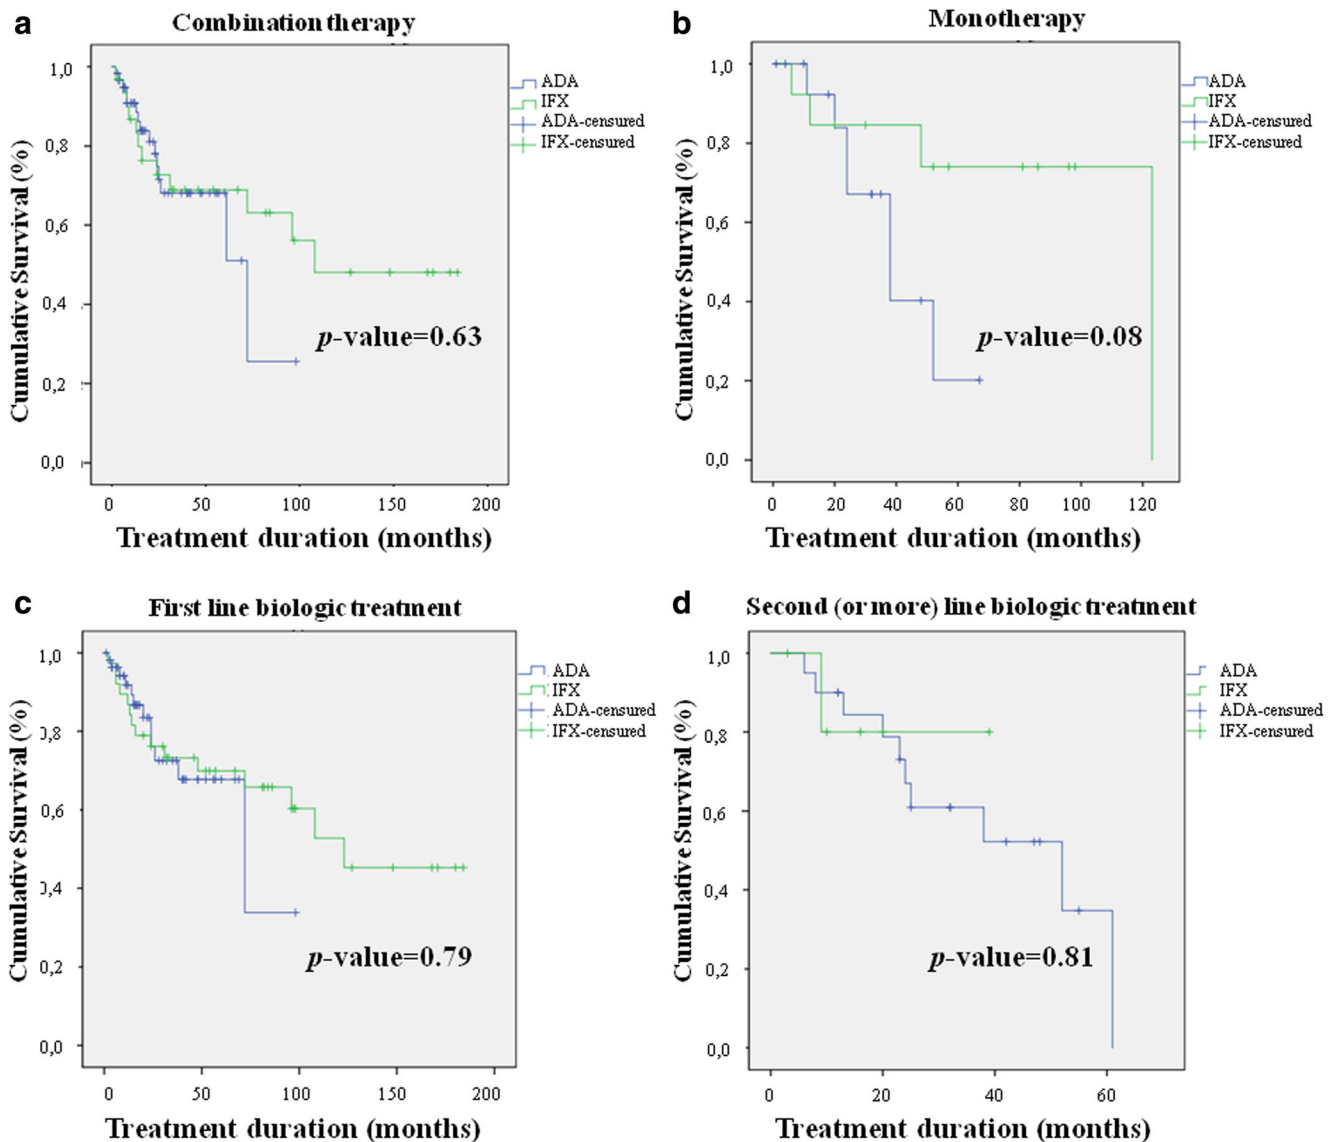 a
Combination therapy
1,0
0,8
0,6
0,4
0,2
0,0
Cumulative Survival (%)
0 50 100 150 200
Treatment duration (months)
ADA
IFX
ADA-censured
IFX-censured
p-value=0.63
b
Monotherapy
1,0
0,8
0,6
0,4
0,2
0,0
Cumulative Survival (%)
0 20 40 60 80 100 120
Treatment duration (months)
ADA
IFX
ADA-censured
IFX-censured
p-value=0.08
c
First line biologic treatment
1,0
),8
0,6
),4
0,2
0,0
Cumulative Survival (%)
0 50 100 150 200
Treatment duration (months)
ADA
IFX
ADA-censured
IFX-censured
p-value=0.79
d
Second (or more) line biologic treatment
1,0
0,8
0,6
0,4
0,2
0,0
Cumulative Survival (%)
0 20 40 60
Treatment duration (months)
ADA
IFX
ADA-censured
IFX-censured
p-value=0.81